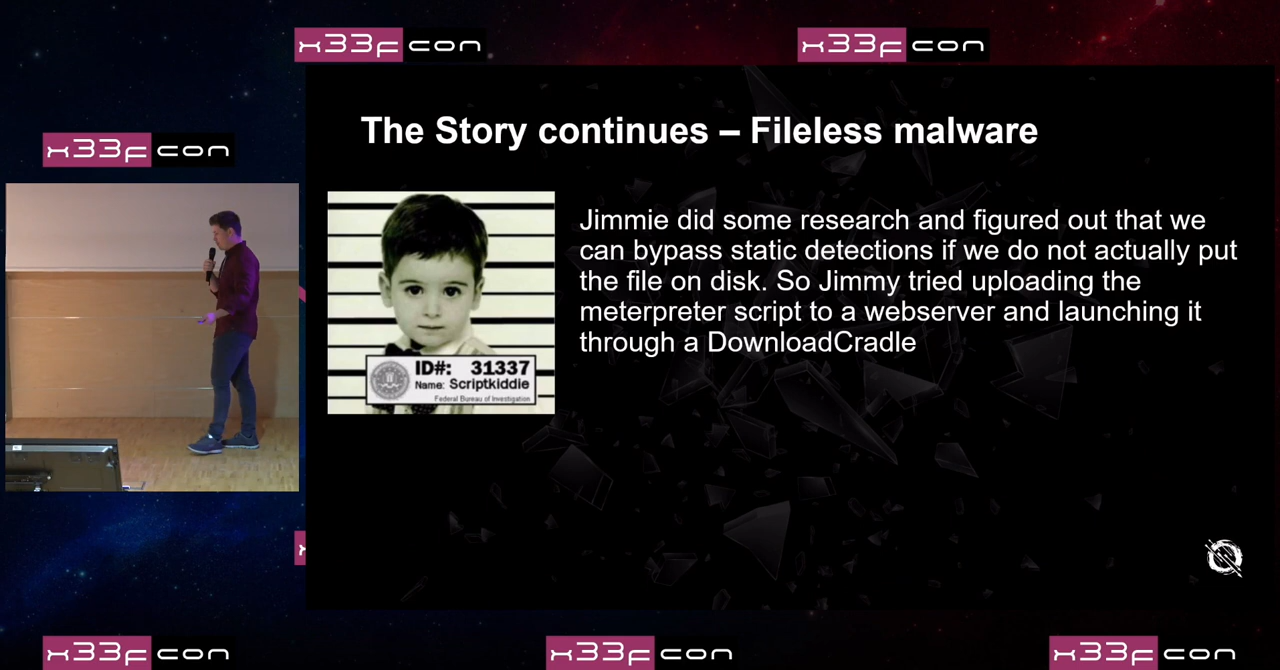 x33fcon
x33fcon
The Story continues – Fileless malware
x33fcon
Jimmie did some research and figured out that we
can bypass static detections if we do not actually put
the file on disk. So Jimmy tried uploading the
meterpreter script to a webserver and launching it
through a DownloadCradle
ID#: 31337
Name: Scriptkiddie
Federal Bureau of Investigation
x33fcon
x33fcon
x33fcon